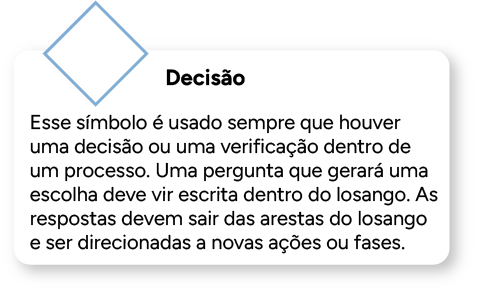 Decisão
Esse símbolo é usado sempre que houver
uma decisão ou uma verificação dentro de
um processo. Uma pergunta que gerará uma
escolha deve vir escrita dentro do losango. As
respostas devem sair das arestas do losango
e ser direcionadas a novas ações ou fases.